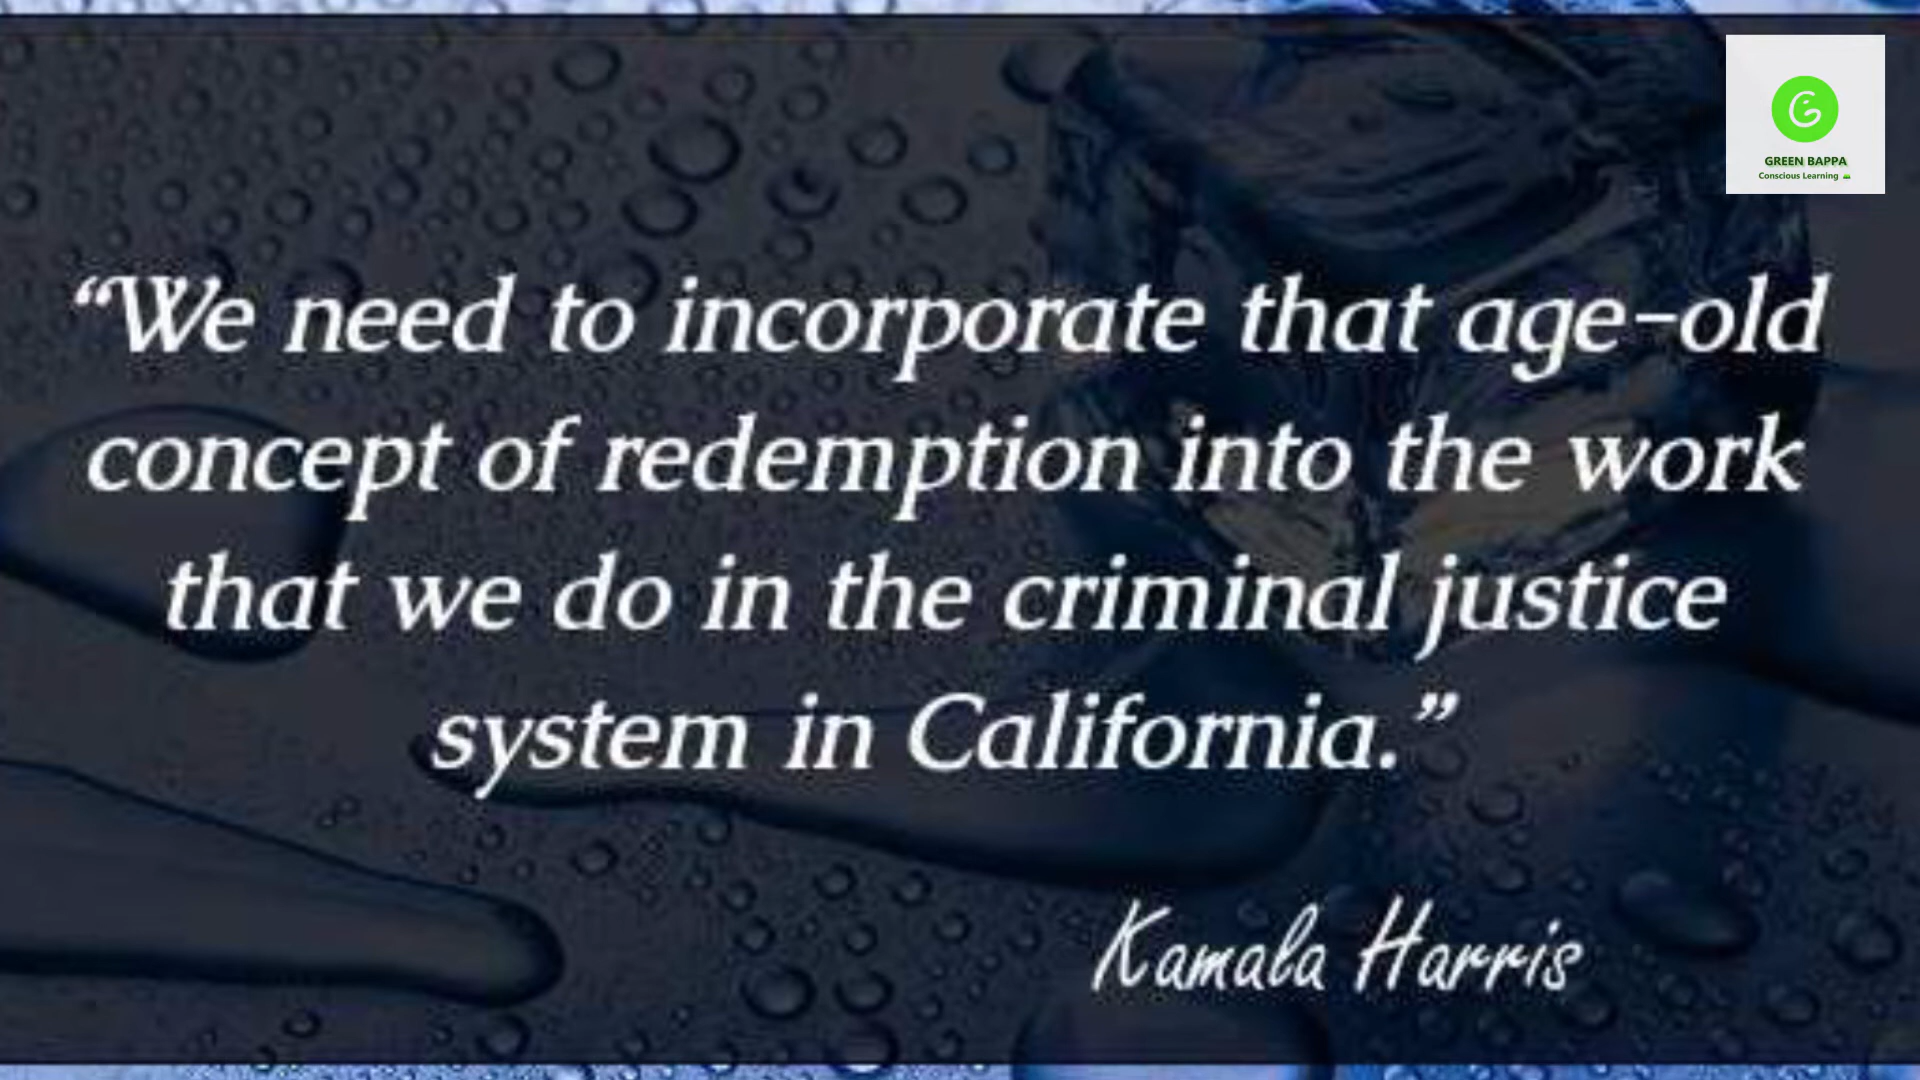 GREEN BAPPA
Conscious Learning
“We need to incorporate that age-old
concept of redemption into the work
that we do in the criminal justice
system in California.”
Kamala Harris